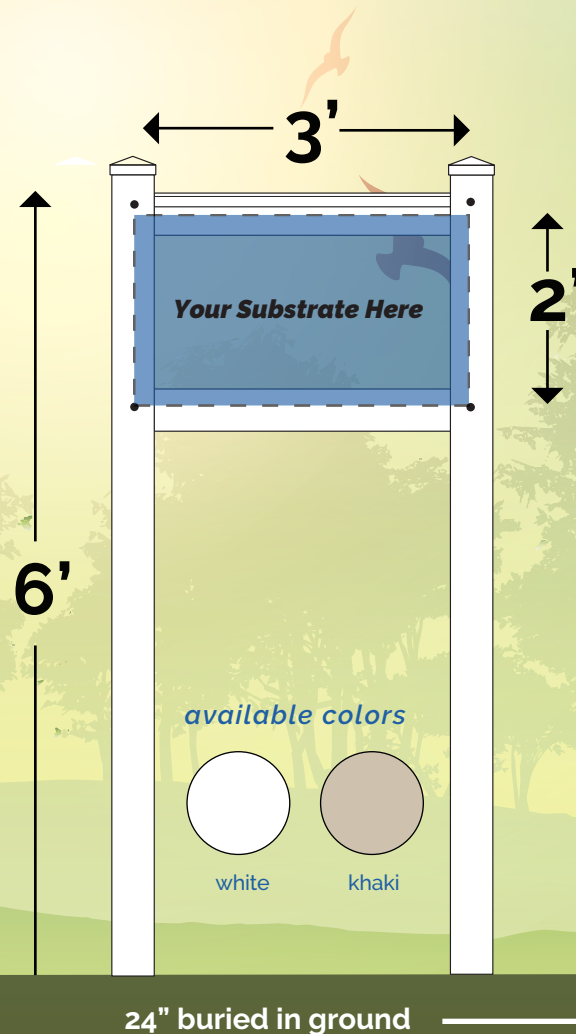 3’
Your Substrate Here
2’
6’
available colors
white
khaki
24” buried in ground